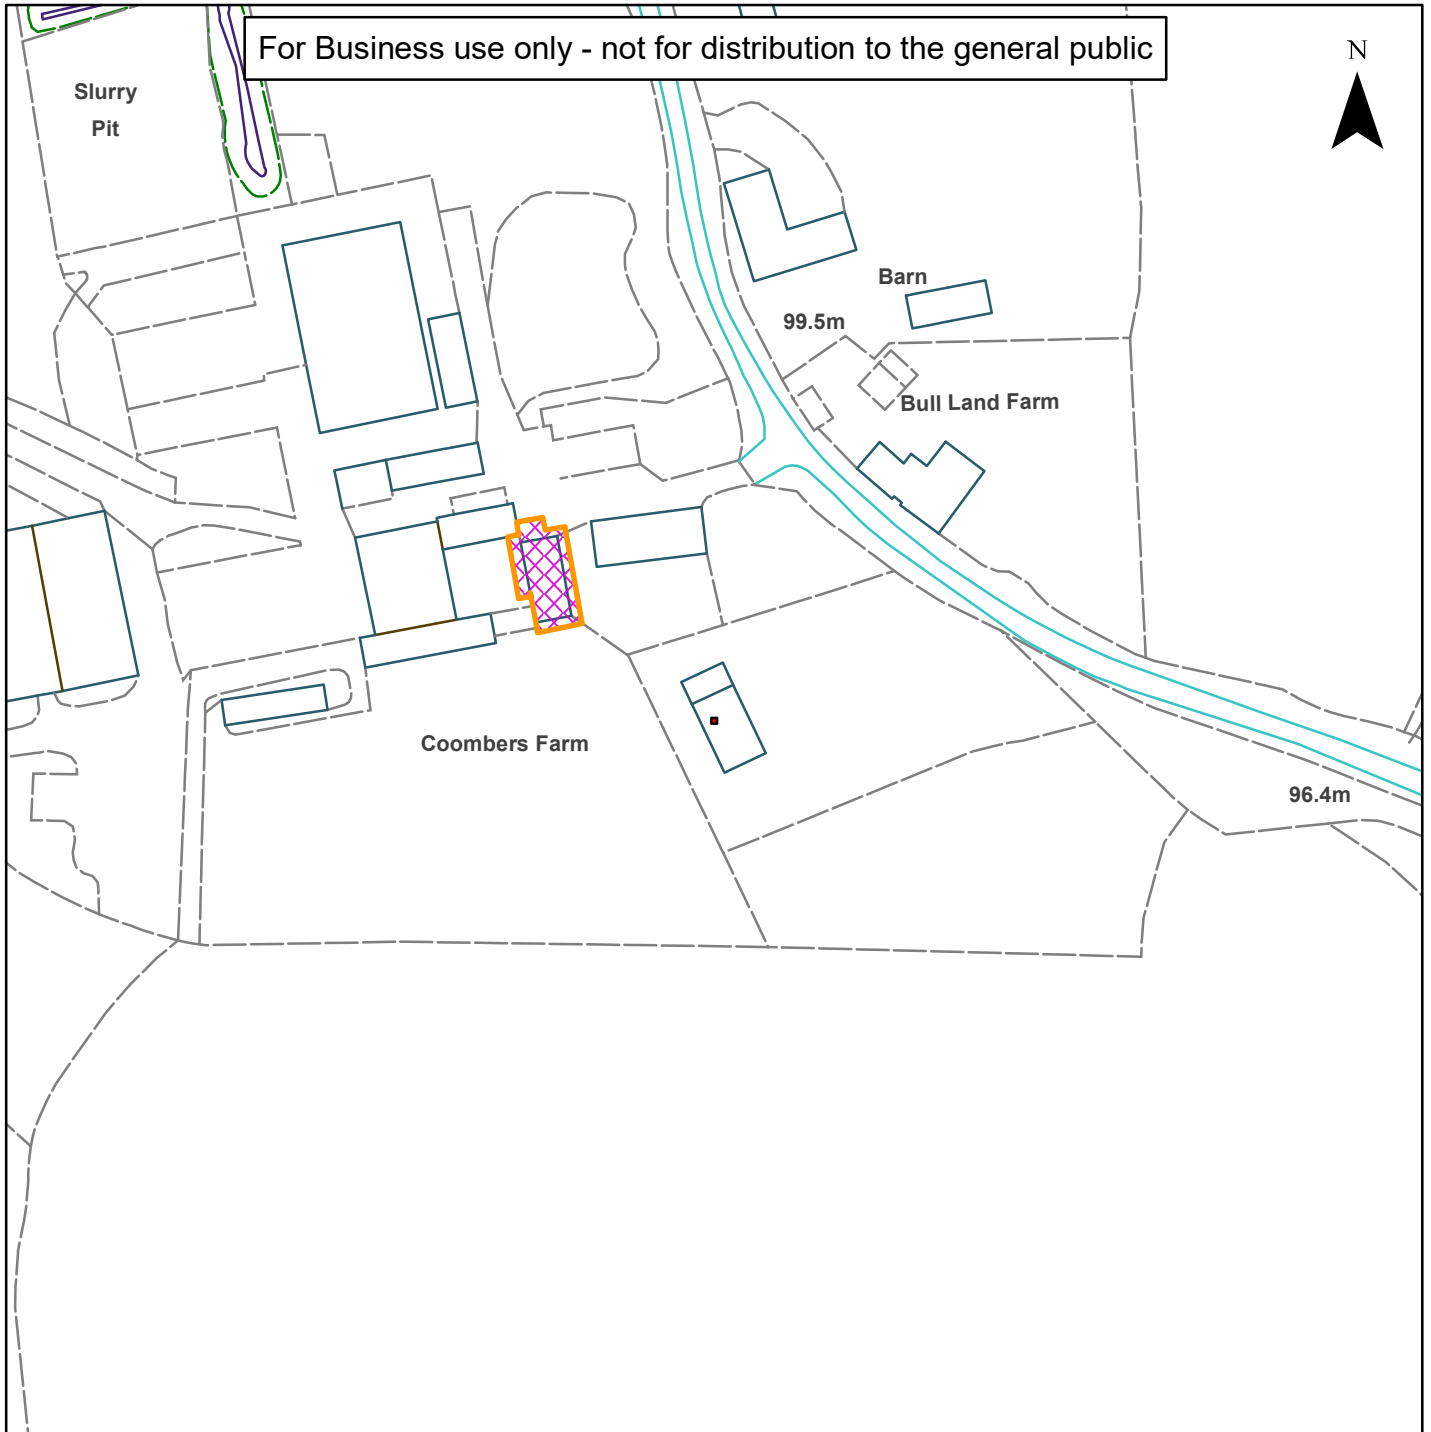 For Business use only - not for distribution to the general public
N
Slurry
Pit
Barn
99.5m
Bull Land Farm
Coombers Farm
96.4m